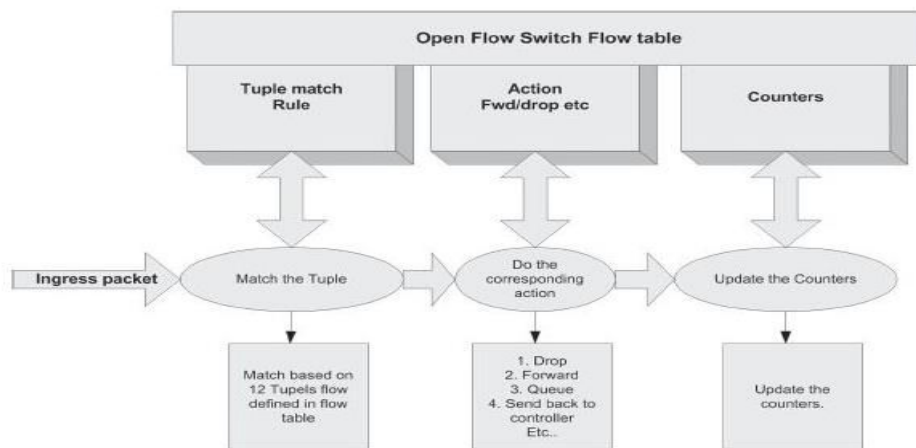 Open Flow Switch Flow table
Tuple match
Rule
Action
Fwd/drop etc
Counters
Ingress packet
Match the Tuple
Do the
corresponding
action
Update the Counters
Match based on
12 Tupels flow
defined in flow
table
1. Drop
2. Forward
3. Queue
4. Send back to
controller
Etc..
Update the
counters.